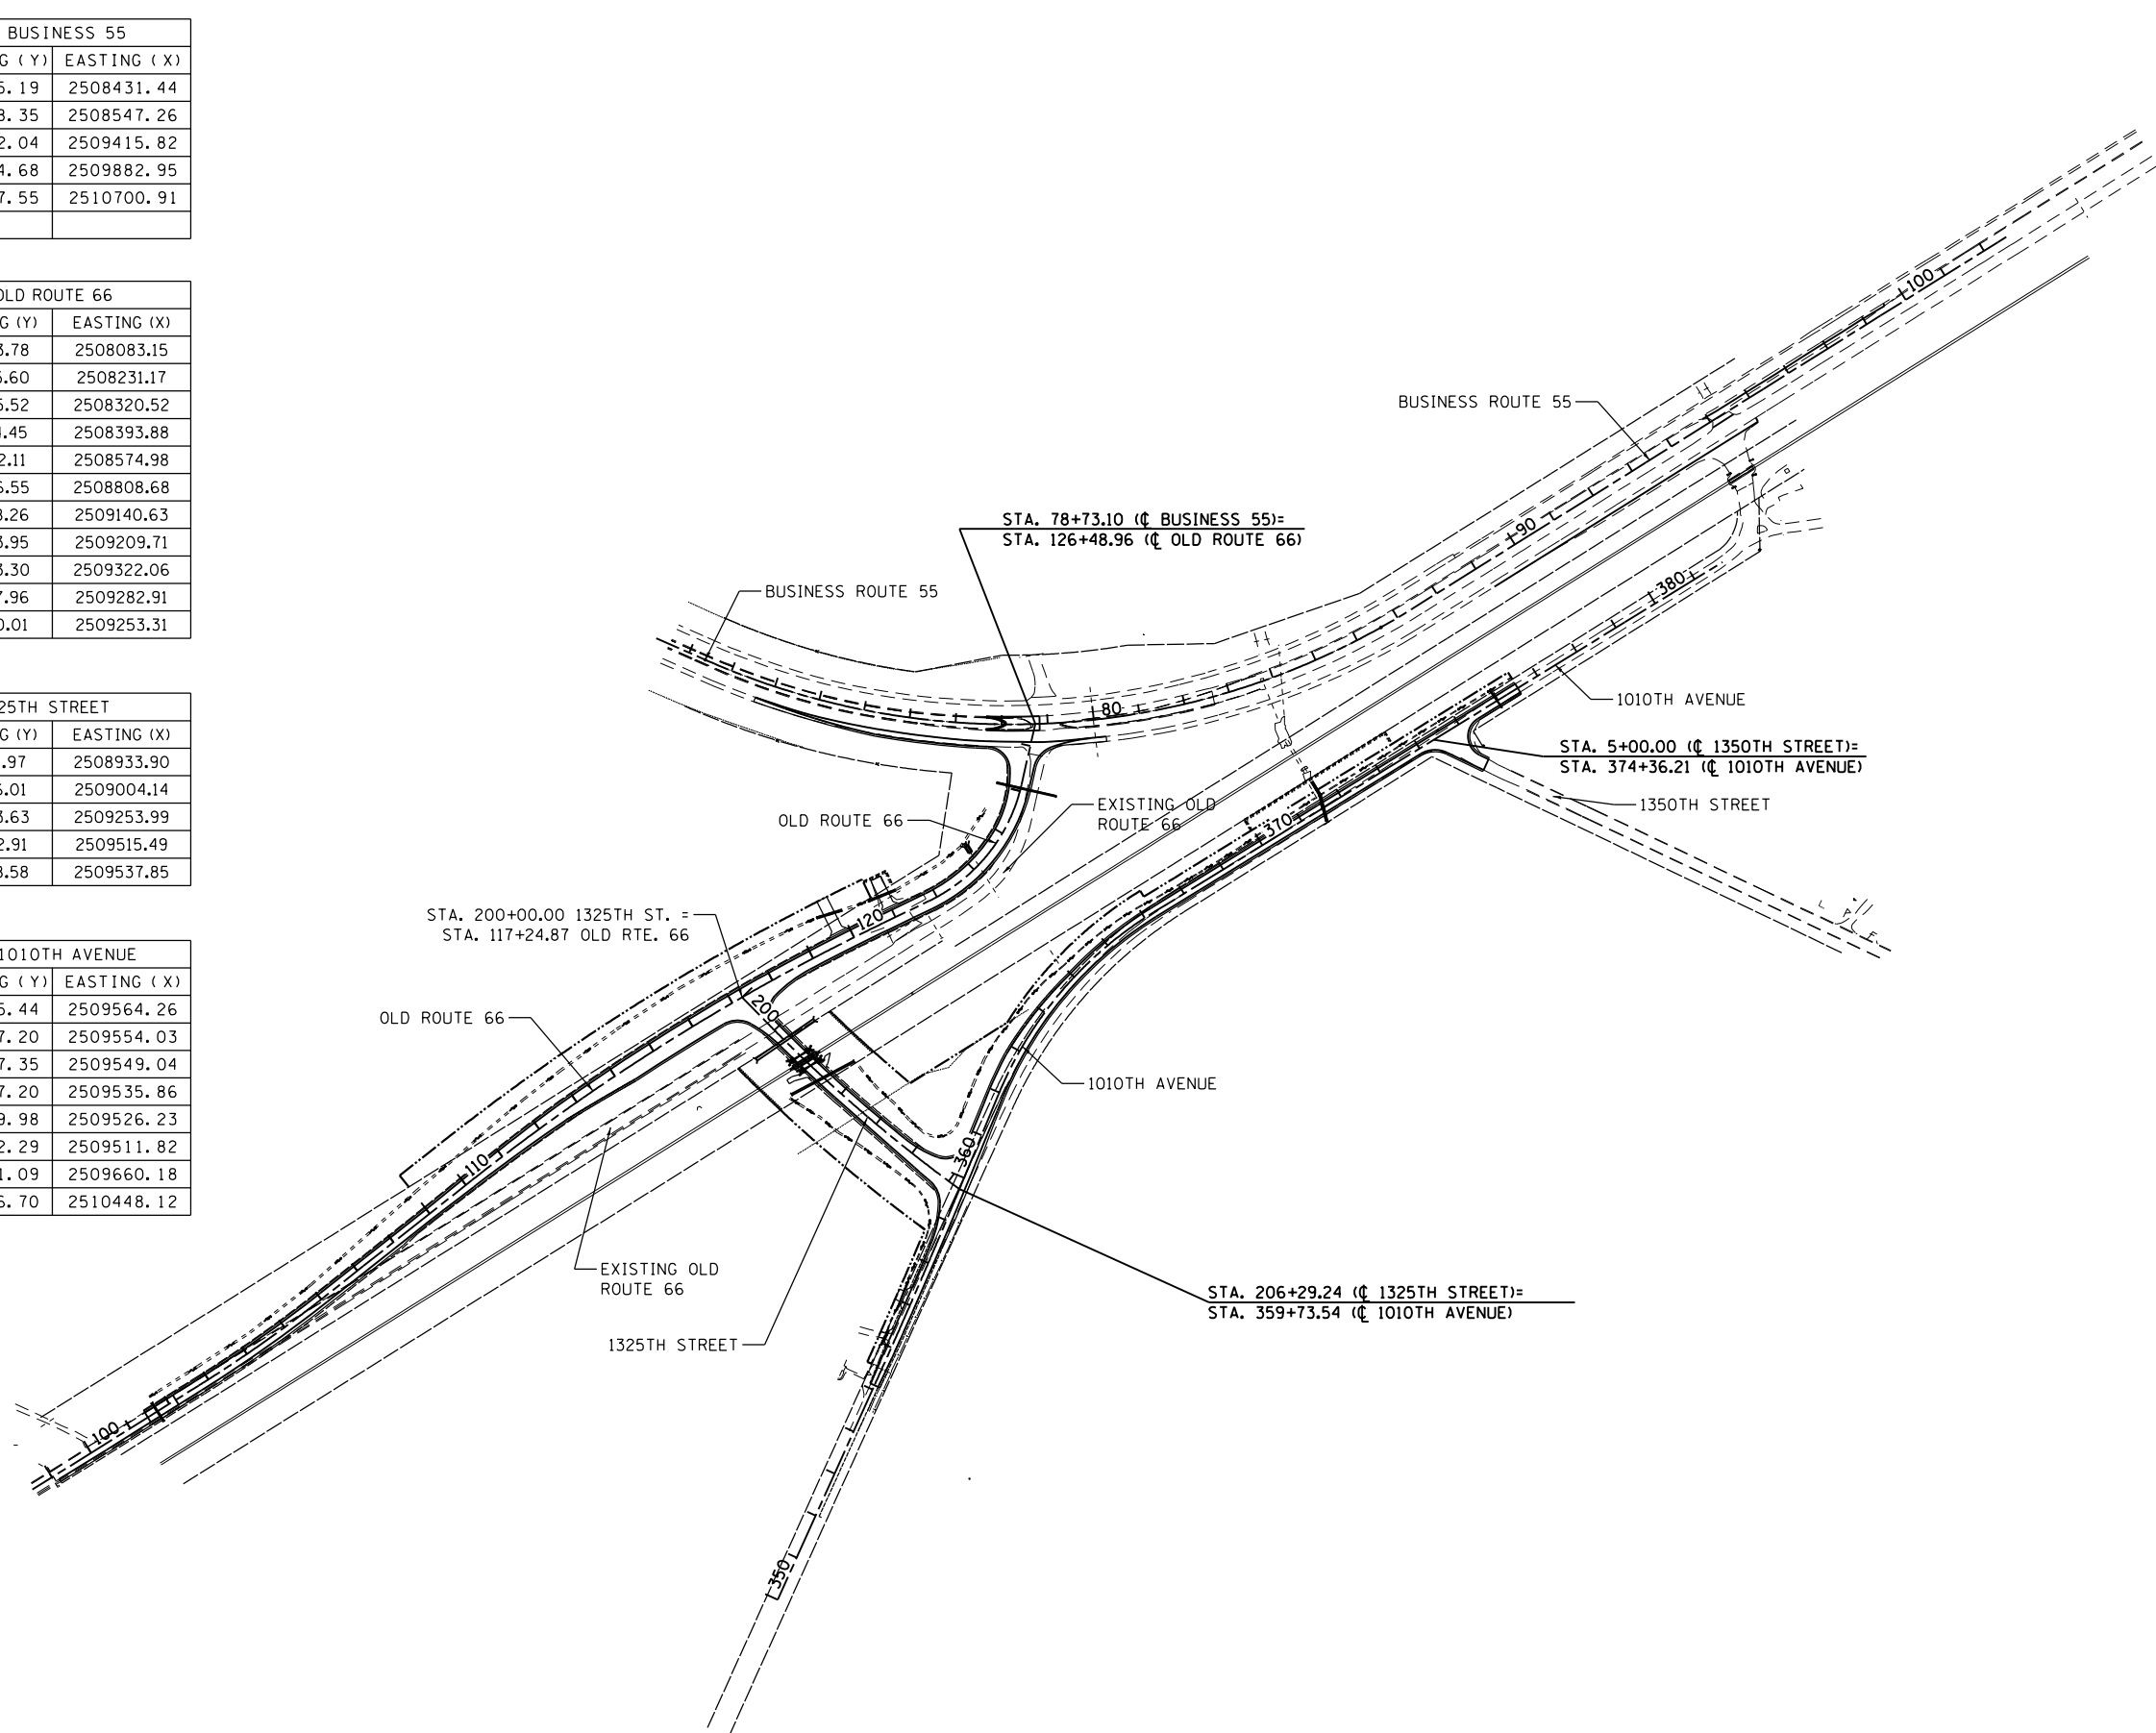 BUSINESS 55
G (Y) EASTING (X)
5.19 2508431.44
8.35 2508547.26
2.04 2509415.82
4.68 2509882.95
7.55 2510700.91
OLD ROUTE 66
G (Y) EASTING (X)
3.78 2508083.15
5.60 2508231.17
5.52 2508320.52
.45 2508393.88
2.11 2508574.98
6.55 2508808.68
8.26 2509140.63
3.95 2509209.71
3.30 2509322.06
7.96 2509282.91
0.01 2509253.31
25TH STREET
G (Y) EASTING (X)
.97 2508933.90
6.01 2509004.14
3.63 2509253.99
2.91 2509515.49
8.58 2509537.85
1010TH AVENUE
G (Y) EASTING (X)
5.44 2509564.26
7.20 2509554.03
7.35 2509549.04
7.20 2509535.86
9.98 2509526.23
2.29 2509511.82
1.09 2509660.18
6.70 2510448.12
100
BUSINESS ROUTE 55
90
STA. 78+73.10 (℄ BUSINESS 55)=
STA. 126+48.96 (℄ OLD ROUTE 66)
BUSINESS ROUTE 55
380
80
1010TH AVENUE
STA. 5+00.00 (℄ 1350TH STREET)=
STA. 374+36.21 (℄ 1010TH AVENUE)
1350TH STREET
EXISTING OLD
ROUTE 66
OLD ROUTE 66
370
120
STA. 200+00.00 1325TH ST. =
STA. 117+24.87 OLD RTE. 66
200
OLD ROUTE 66
1010TH AVENUE
110
360
EXISTING OLD
ROUTE 66
1325TH STREET
STA. 206+29.24 (℄ 1325TH STREET)=
STA. 359+73.54 (℄ 1010TH AVENUE)
100
350